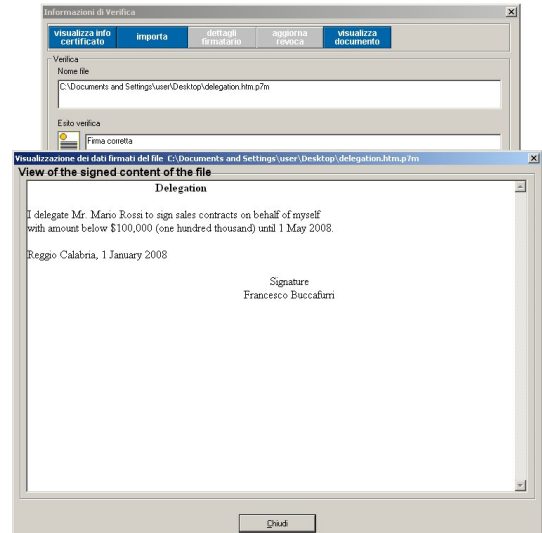 Informazioni di Verifica
visualizza info certificato
importa
dettagli firmatario
aggiorna revoca
visualizza documento
Verifica
Nome file
C:\Documents and Settings\user\Desktop\delegation.htm.p7m
Esito verifica
Firma corretta
Visualizzazione dei dati firmati del file C:\Documents and Settings\user\Desktop\delegation.htm.p7m
View of the signed content of the file
Delegation
I delegate Mr. Mario Rossi to sign sales contracts on behalf of myself
with amount below $100,000 (one hundred thousand) until 1 May 2008.
Reggio Calabria, 1 January 2008
Signature
Francesco Buccafurri
Chiudi